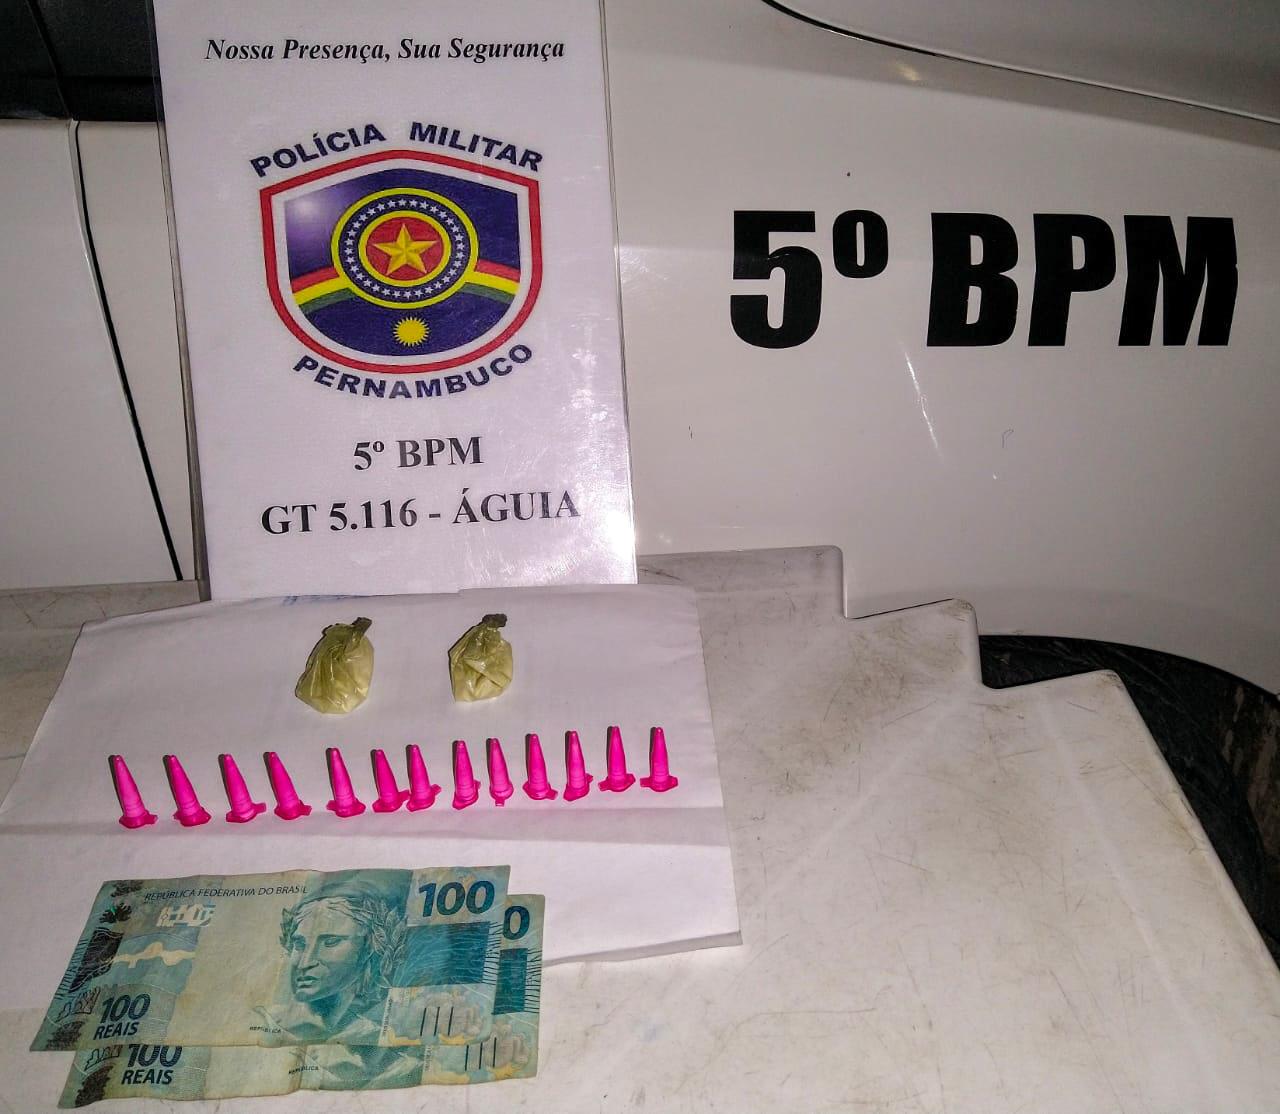 Nossa Presença, Sua Segurança
POLÍCIA MILITAR
PERNAMBUCO
5º BPM
GT 5.116 - ÁGUIA
5º BPM
REPÚBLICA FEDERATIVA DO BRASIL
100
0
100
REAIS
100
REAIS